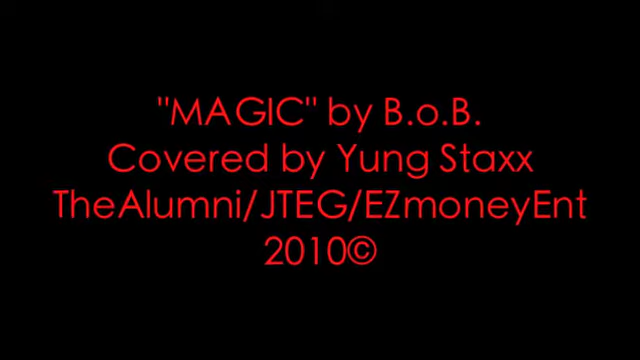 "MAGIC" by B.o.B.
Covered by Yung Staxx
TheAlumni/JTEG/EZmoneyEnt
2010©